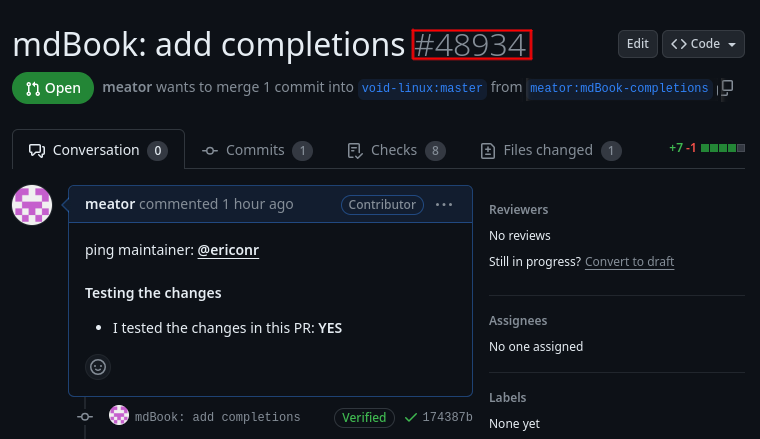 mdBook: add completions #48934
Edit
Code
Open
meator wants to merge 1 commit into void-linux:master from meator:mdBook-completions
Conversation 0
Commits 1
Checks 8
Files changed 1
+7 -1
meator commented 1 hour ago
Contributor
ping maintainer: @ericonr
Testing the changes
• I tested the changes in this PR: YES
mdBook: add completions
Verified
174387b
Reviewers
No reviews
Still in progress? Convert to draft
Assignees
No one assigned
Labels
None yet